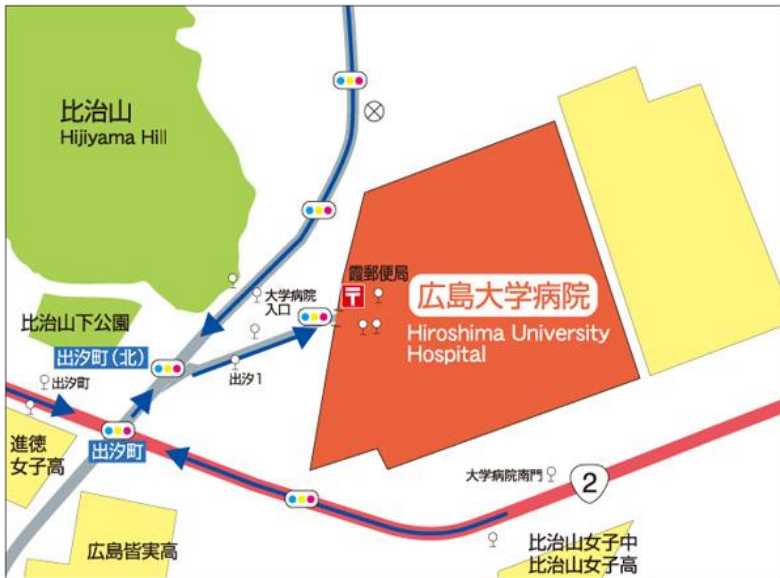 比治山
Hijiyama Hill
霞郵便局
大学病院
入口
広島大学病院
Hiroshima University
Hospital
比治山下公園
出汐町(北)
出汐1
出汐町
出汐町
進徳
女子高
大学病院南門
2
広島皆実高
比治山女子中
比治山女子高